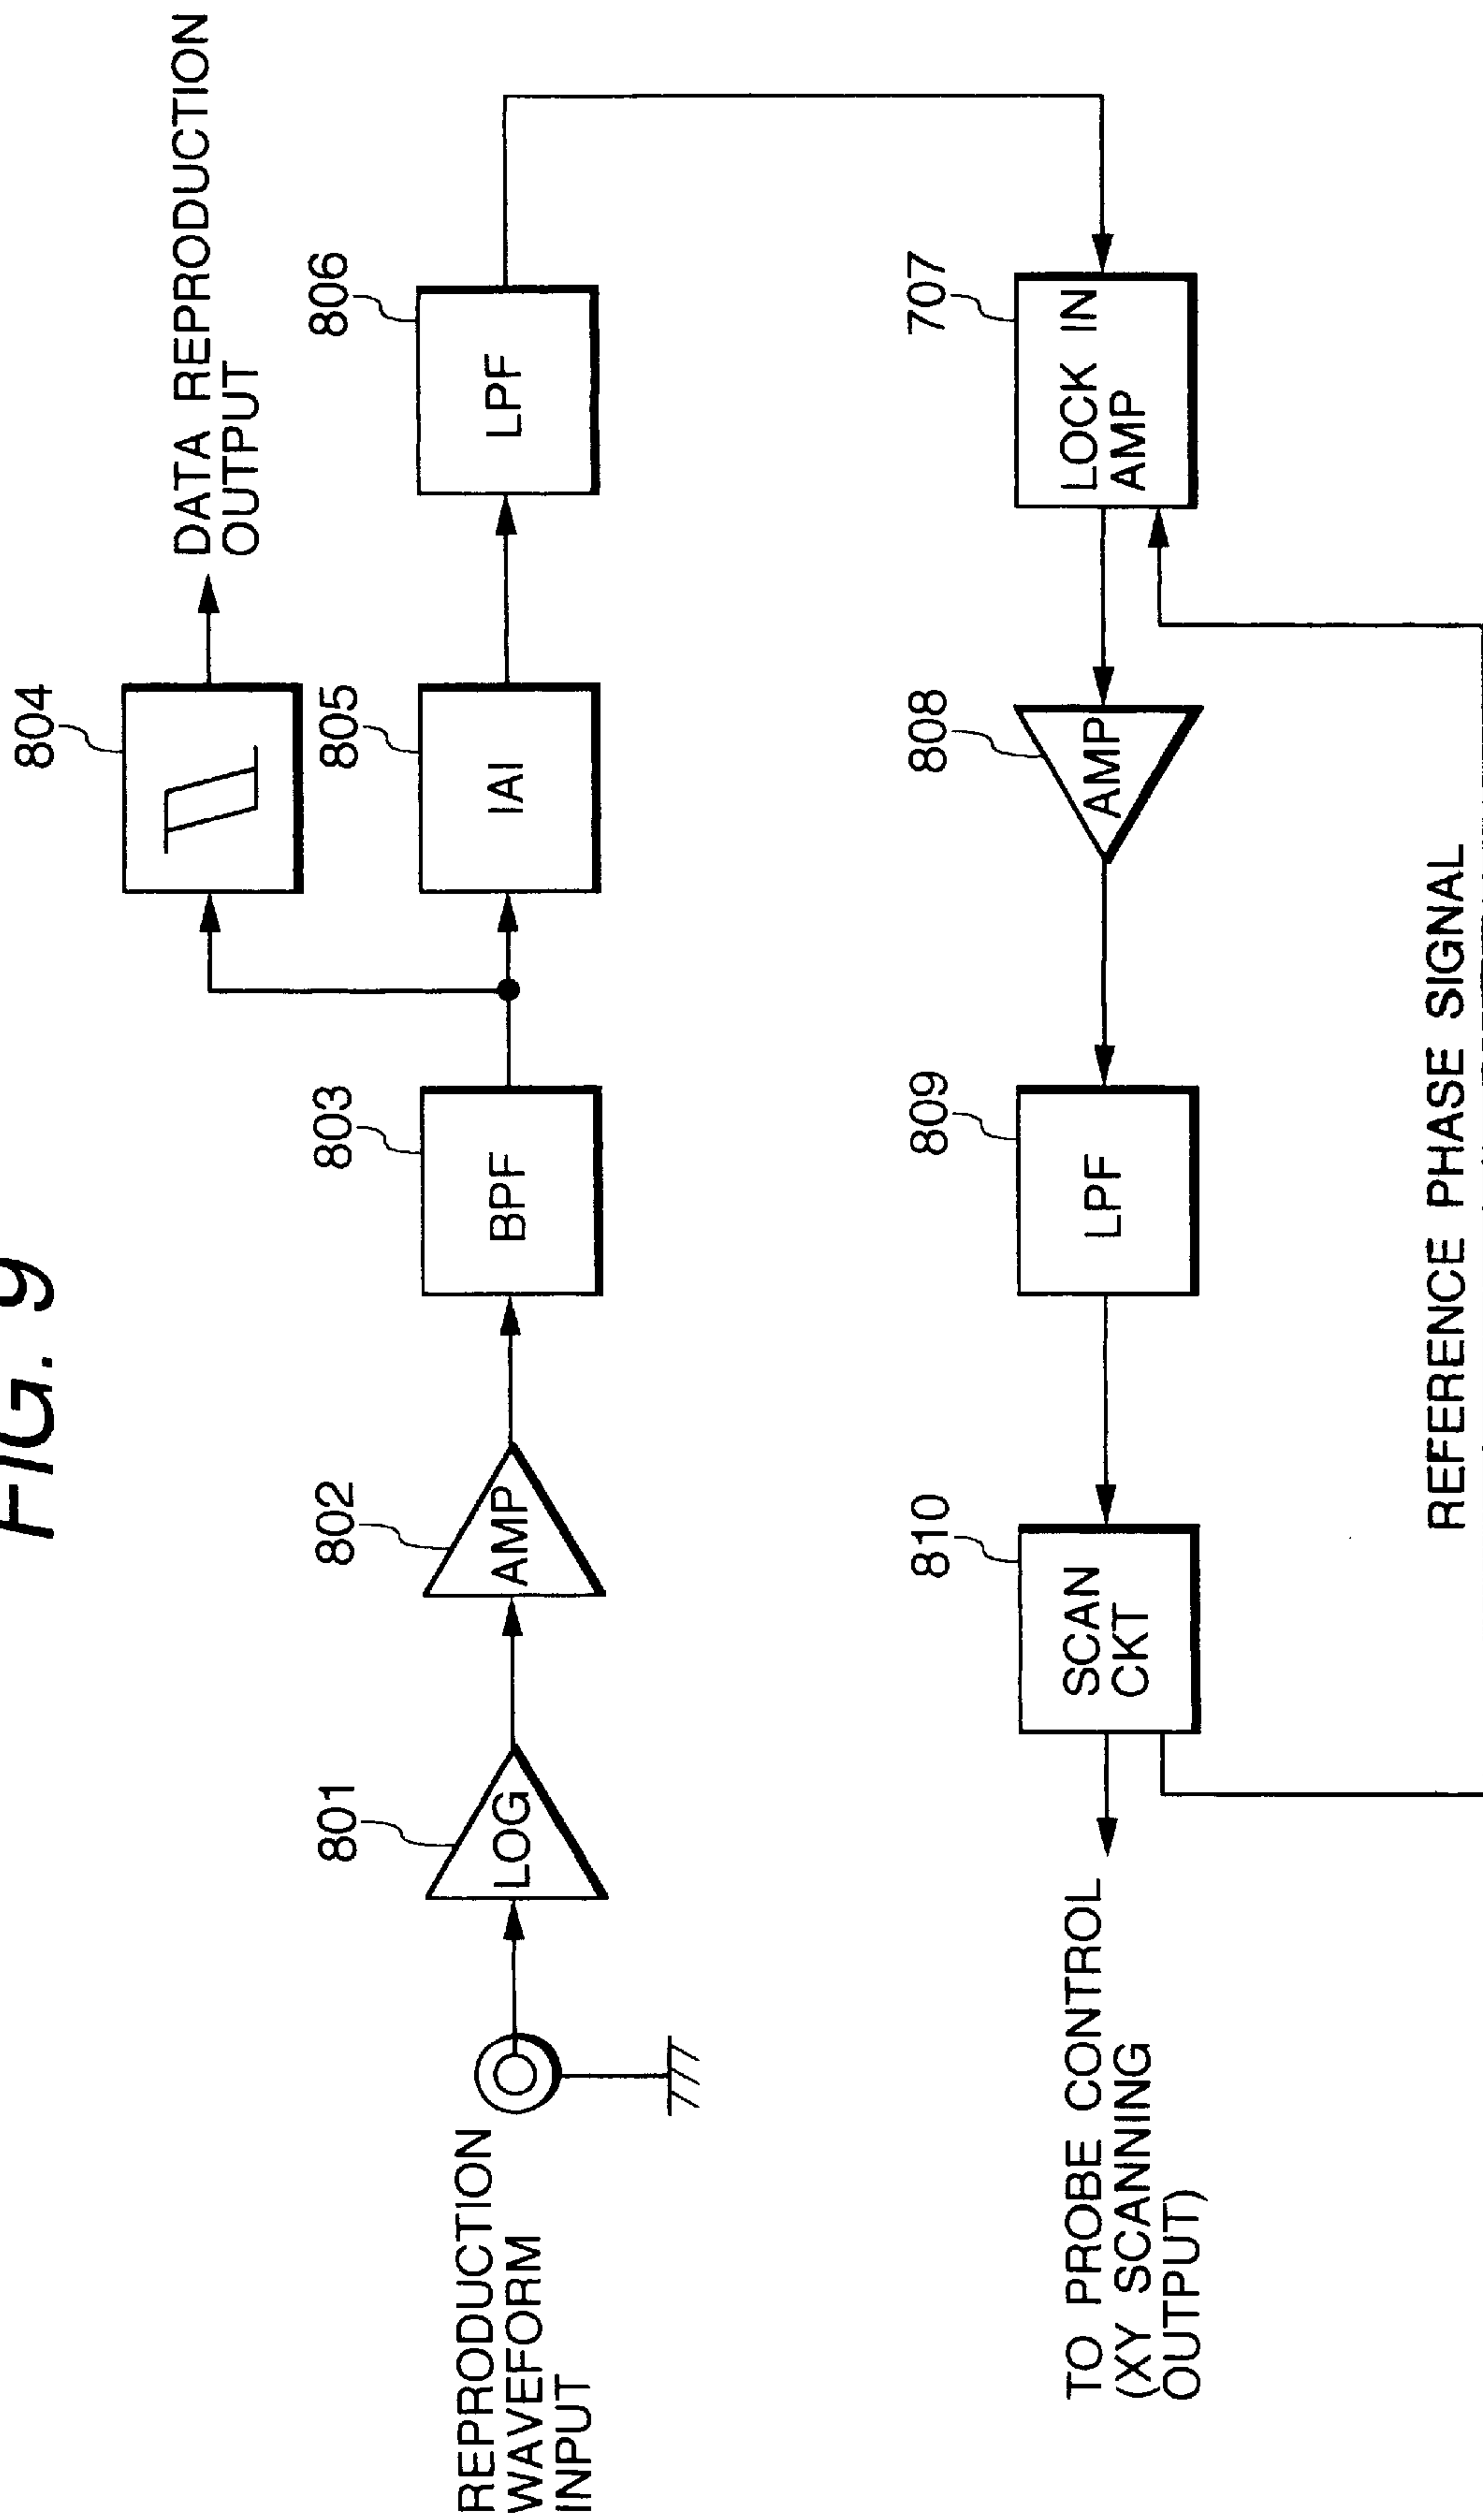 FIG. 9
804
DATA REPRODUCTION
OUTPUT
801
LOG
802
AMP
803
BPF
805
IAI
806
LPF
REPRODUCTION
WAVEFORM
INPUT
810
SCAN
CKT
809
LPF
808
AMP
707
LOCK IN
AMP
TO PROBE CONTROL
(XY SCANNING
OUTPUT)
REFERENCE PHASE SIGNAL